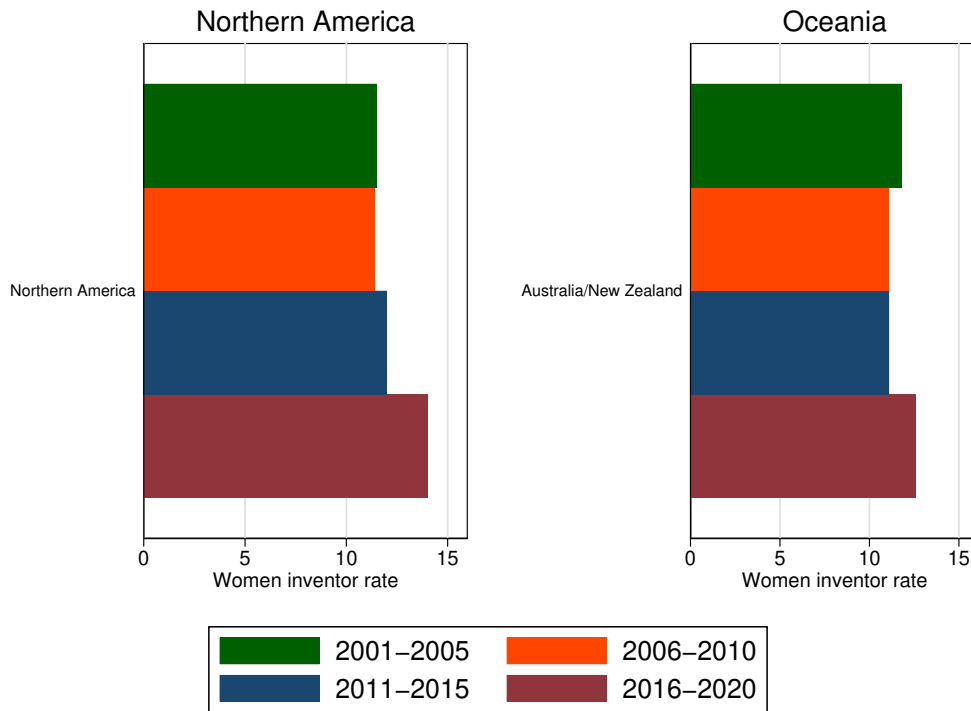 Northern America
Northern America
0 5 10 15
Women inventor rate
Oceania
Australia/New Zealand
0 5 10 15
Women inventor rate
2001−2005 2006−2010
2011−2015 2016−2020